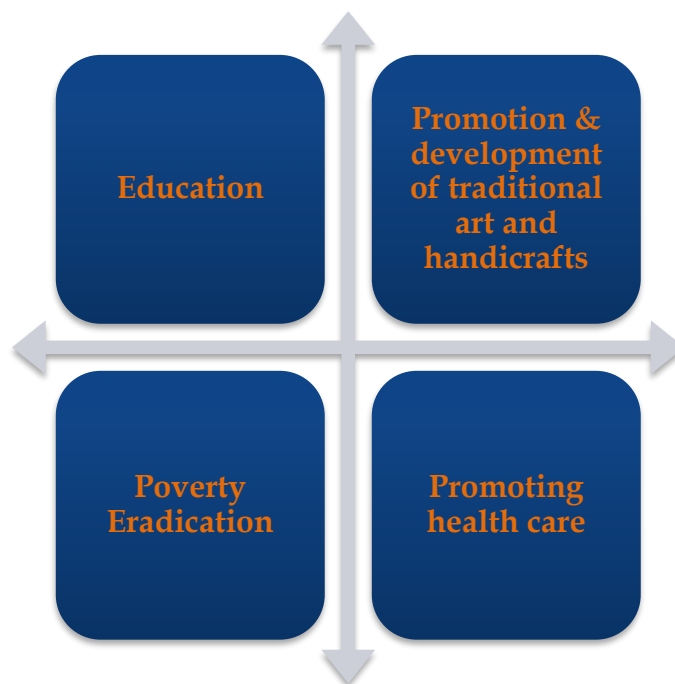 Education
Promotion &
development
of traditional
art and
handicrafts
Poverty
Eradication
Promoting
health care